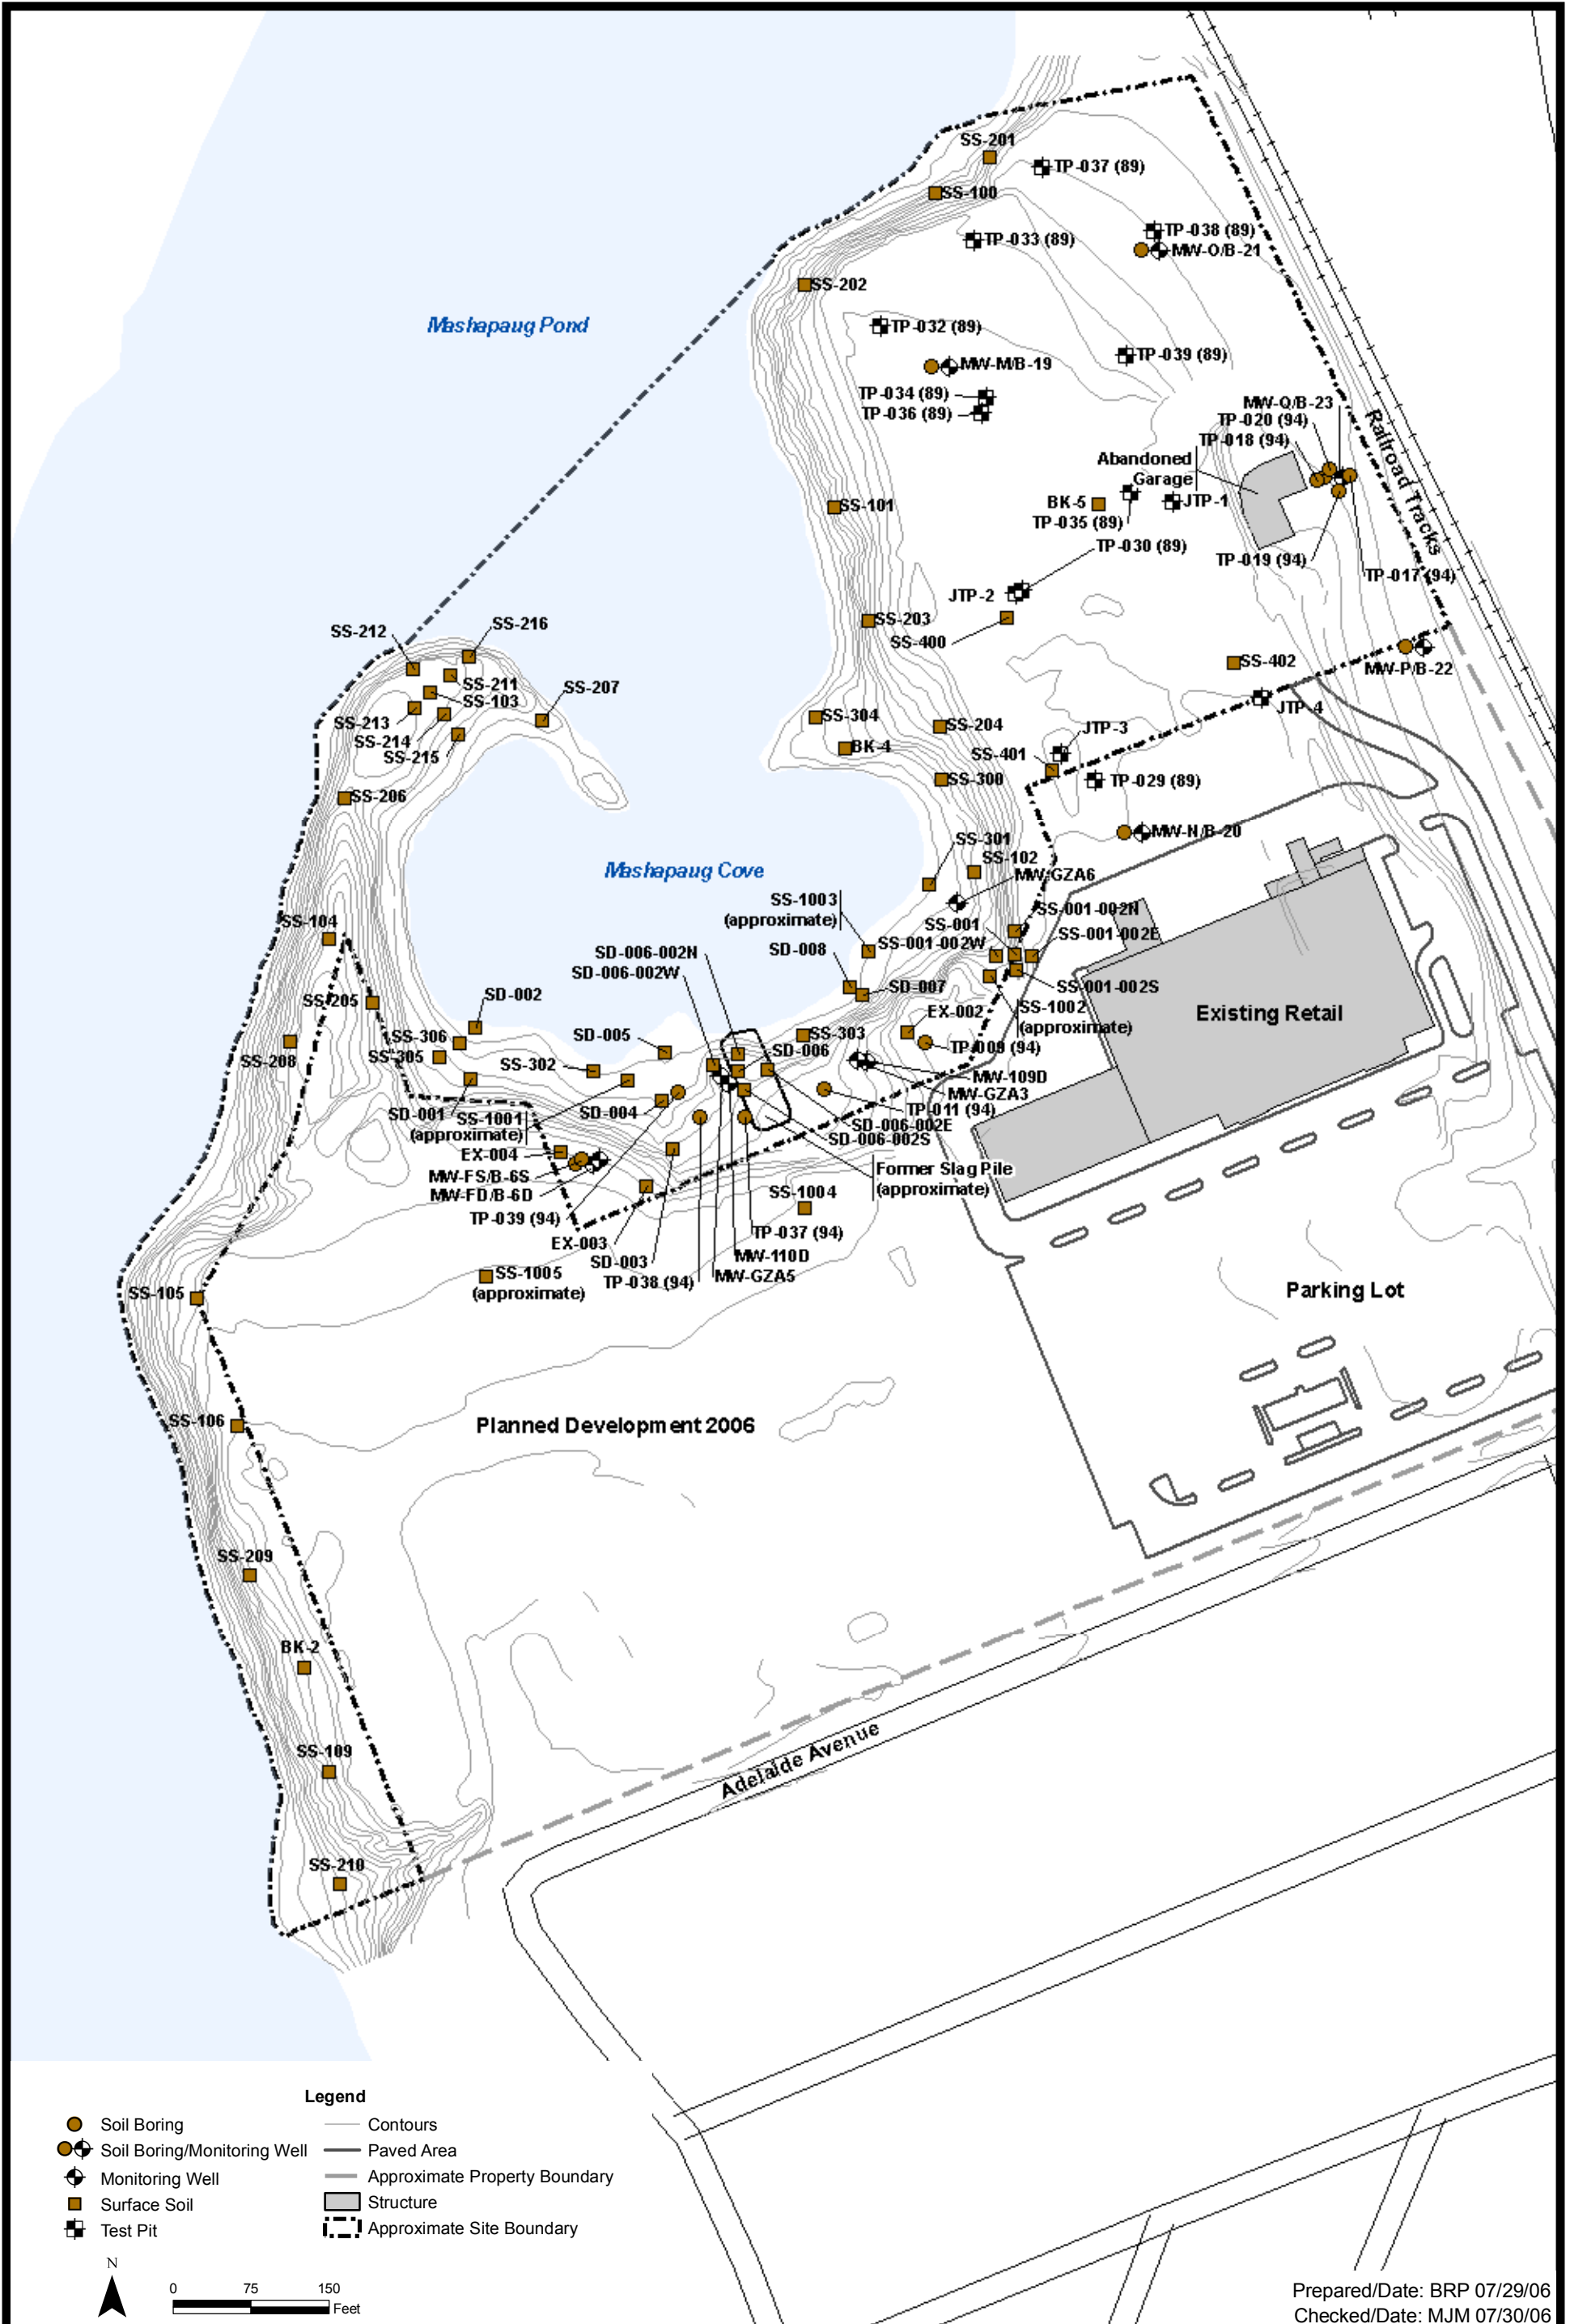 SS-201
TP-037 (89)
SS-100
TP-038 (89)
TP-033 (89)
MW-O/B-21
SS-202
Mashapaug Pond
TP-032 (89)
TP-039 (89)
MW-M/B-19
TP-034 (89)
TP-036 (89)
MW-Q/B-23
TP-020 (94)
TP-018 (94)
Railroad Tracks
Abandoned
Garage
BK-5
JTP-1
SS-101
TP-035 (89)
TP-030 (89)
TP-019 (94)
TP-017 (94)
JTP-2
SS-203
SS-400
SS-212
SS-216
SS-402
MW-P/B-22
SS-211
SS-103
SS-207
SS-213
SS-214
SS-215
SS-304
SS-204
JTP-4
JTP-3
BK-4
SS-401
SS-300
TP-029 (89)
SS-206
MW-N/B-20
SS-301
SS-102
Mashapaug Cove
MW-GZA6
SS-1003
(approximate)
SS-001-002N
SS-104
SS-001
SS-001-002E
SS-001-002W
SD-006-002N
SD-008
SD-006-002W
SD-007
SS-001-002S
SD-002
SS-205
SS-1002
(approximate)
EX-002
Existing Retail
SS-306
SD-005
SS-303
SS-208
SS-305
SD-006
TP-009 (94)
SS-302
MW-109D
MW-GZA3
SD-001
SD-004
TP-011 (94)
SS-1001
(approximate)
SD-006-002E
SD-006-002S
EX-004
Former Slag Pile
(approximate)
MW-FS/B-6S
MW-FD/B-6D
SS-1004
TP-039 (94)
TP-037 (94)
EX-003
MW-110D
SD-003
SS-1005
(approximate)
TP-038 (94)
MW-GZA5
SS-105
Parking Lot
SS-106
Planned Development 2006
SS-209
BK-2
SS-109
Adelaide Avenue
SS-210
Legend
Soil Boring
Contours
Soil Boring/Monitoring Well
Paved Area
Monitoring Well
Approximate Property Boundary
Surface Soil
Structure
Test Pit
Approximate Site Boundary
N
0 75 150
Feet
Prepared/Date: BRP 07/29/06
Checked/Date: MJM 07/30/06